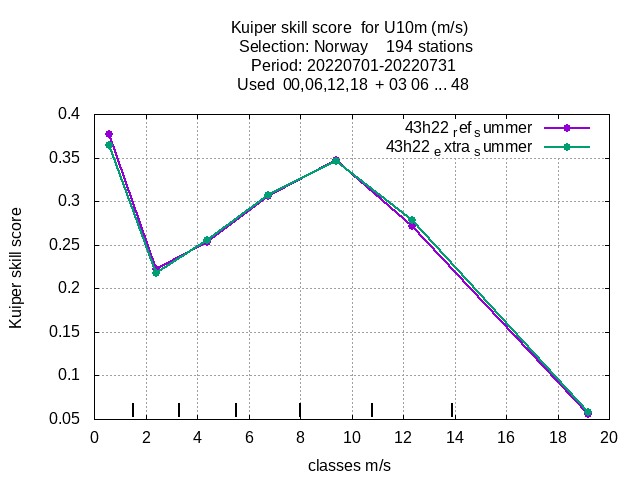 Kuiper skill score  for U10m (m/s)
Selection: Norway    194 stations
Period: 20220701-20220731
Used  00,06,12,18  + 03 06 ... 48
43h22 ref summer
43h22 extra summer
Kuiper skill score
0.4
0.35
0.3
0.25
0.2
0.15
0.1
0.05
0 2 4 6 8 10 12 14 16 18 20
classes m/s